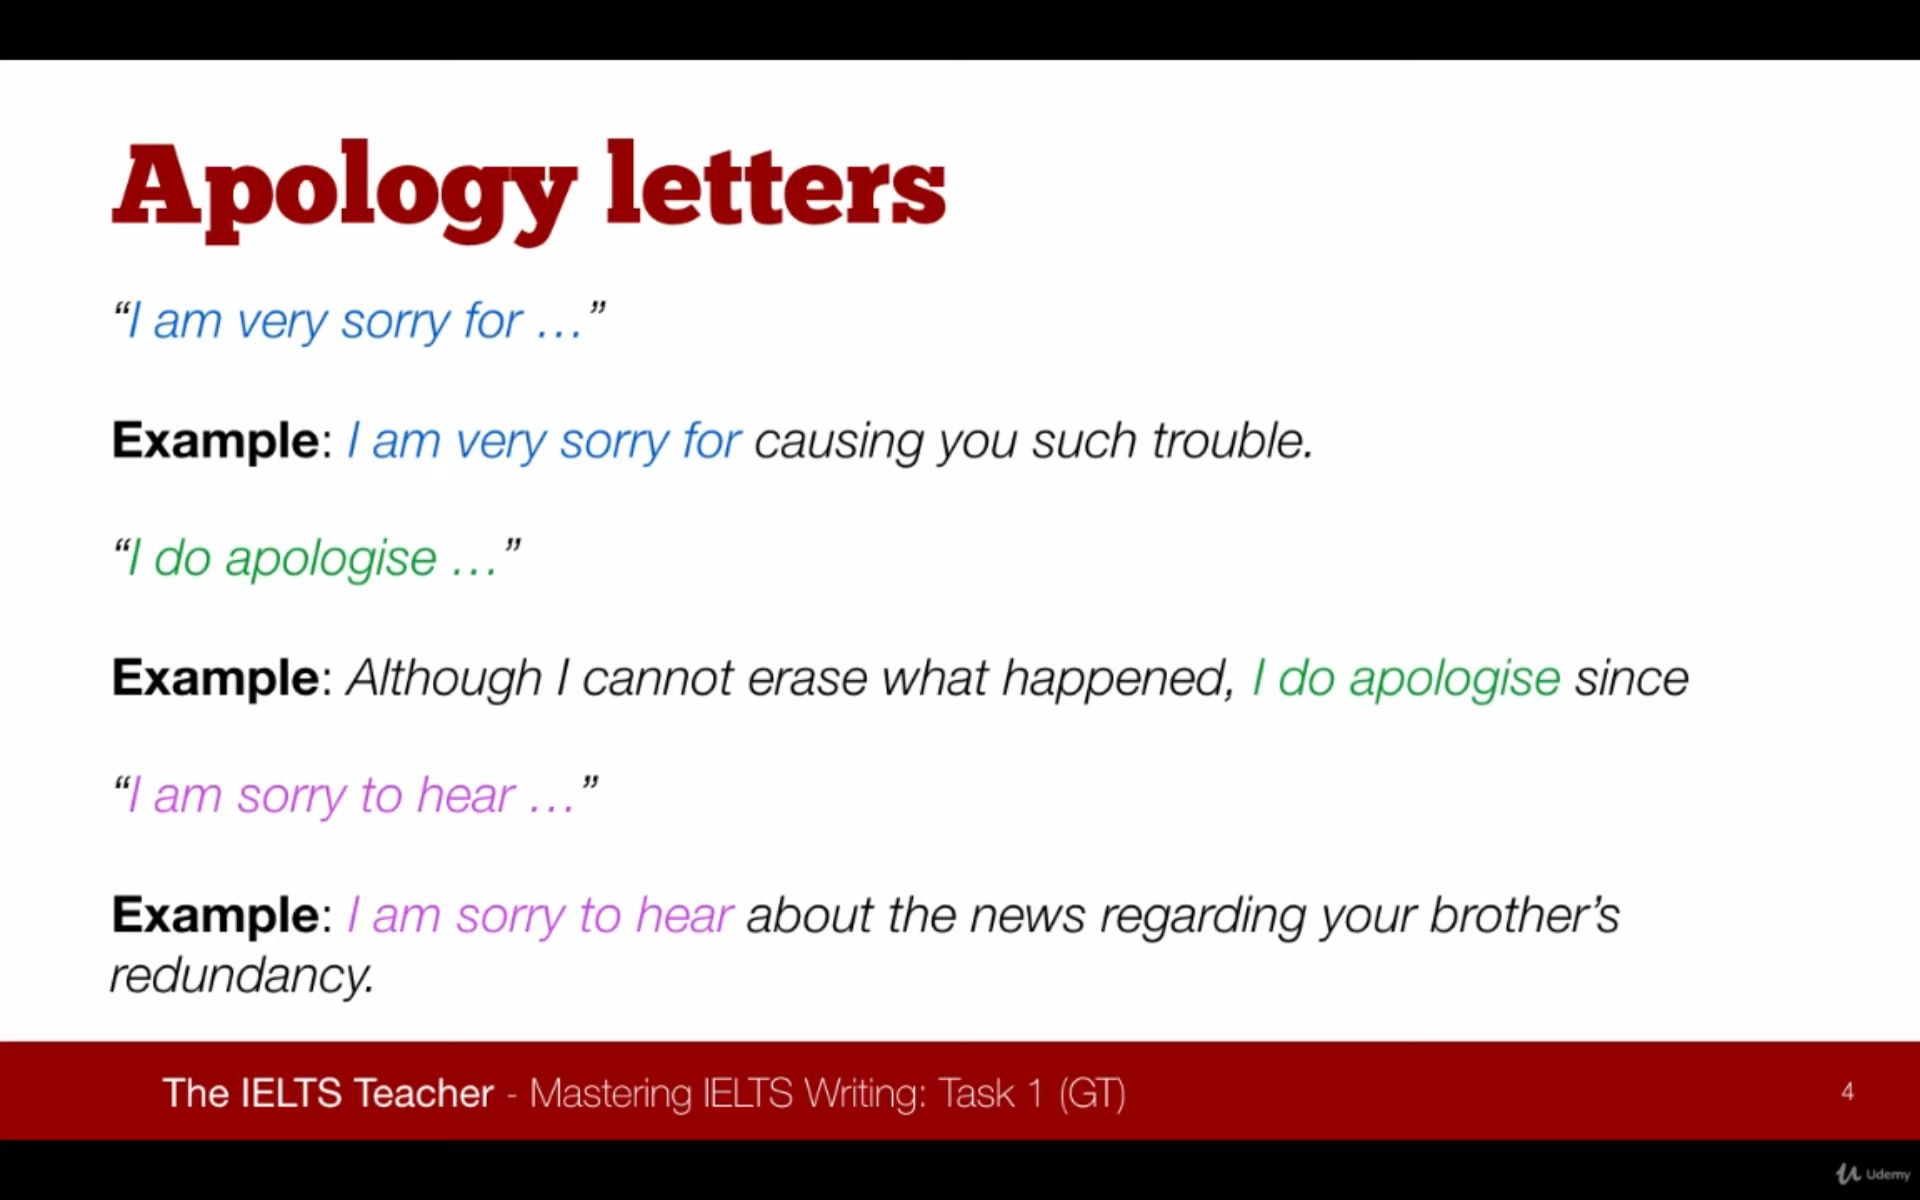 Apology letters
“I am very sorry for …”
Example: I am very sorry for causing you such trouble.
“I do apologise …”
Example: Although I cannot erase what happened, I do apologise since
“I am sorry to hear …”
Example: I am sorry to hear about the news regarding your brother’s
redundancy.
The IELTS Teacher - Mastering IELTS Writing: Task 1 (GT)
4
Udemy